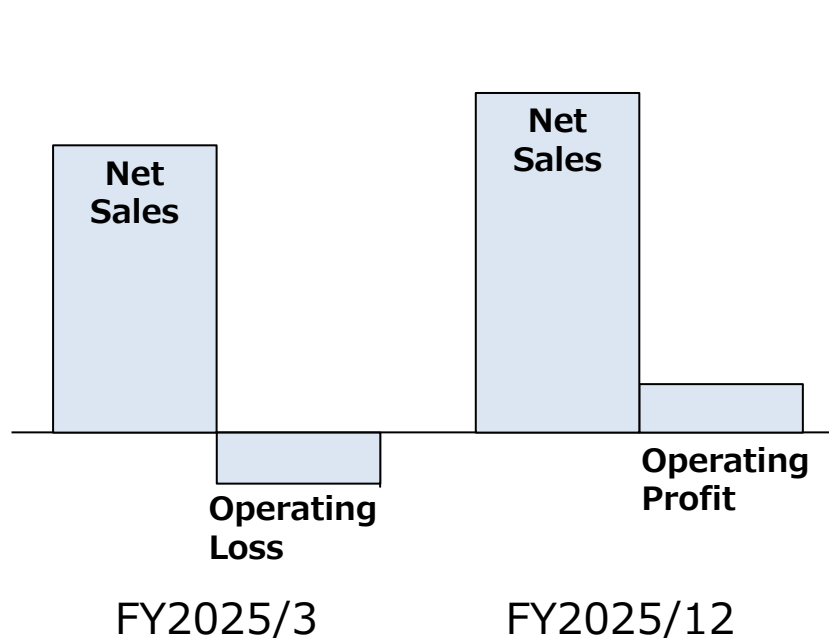 Net
Sales
Net
Sales
Operating
Loss
Operating
Profit
FY2025/3
FY2025/12